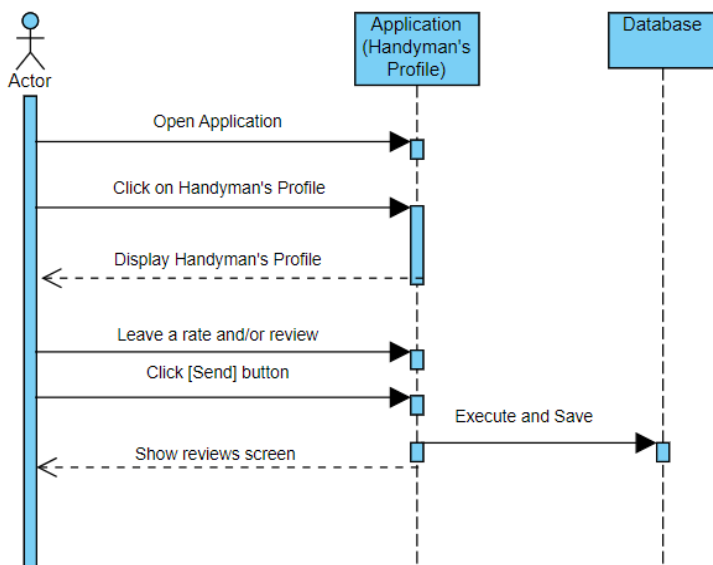 Application
(Handyman's
Profile)
Database
Actor
Open Application
Click on Handyman's Profile
Display Handyman's Profile
Leave a rate and/or review
Click [Send] button
Execute and Save
Show reviews screen